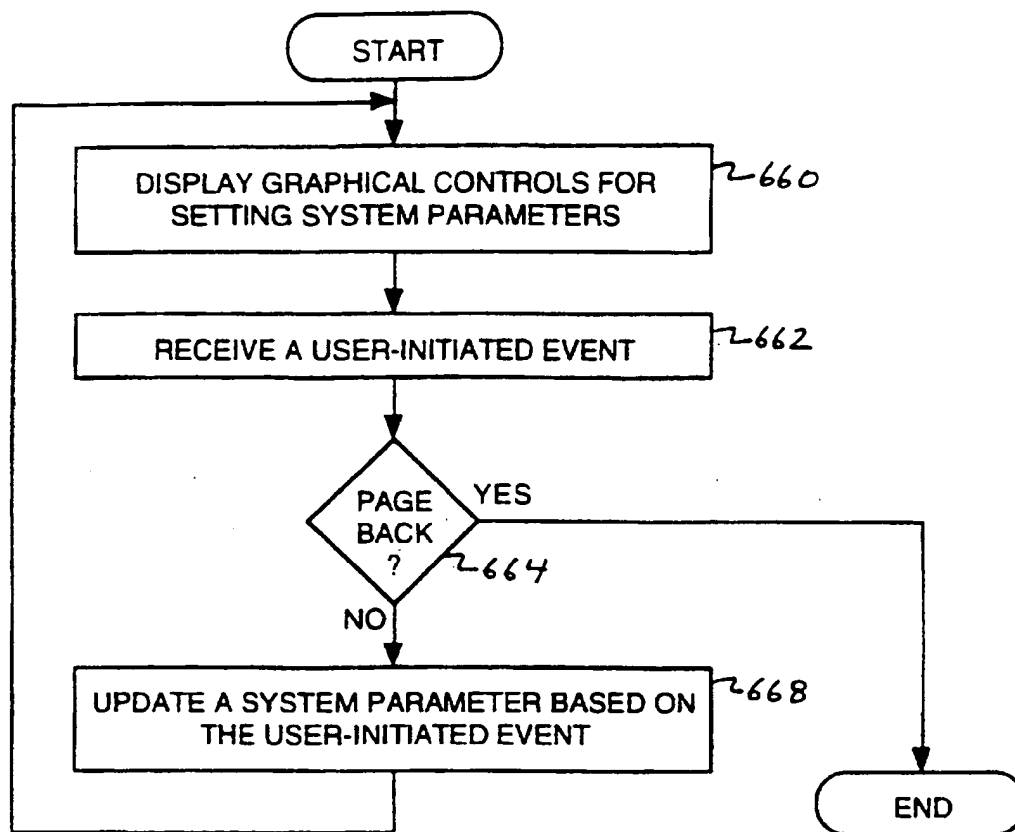 START
DISPLAY GRAPHICAL CONTROLS FOR
SETTING SYSTEM PARAMETERS
660
RECEIVE A USER-INITIATED EVENT
662
PAGE
BACK
?
YES
664
NO
UPDATE A SYSTEM PARAMETER BASED ON
THE USER-INITIATED EVENT
668
END